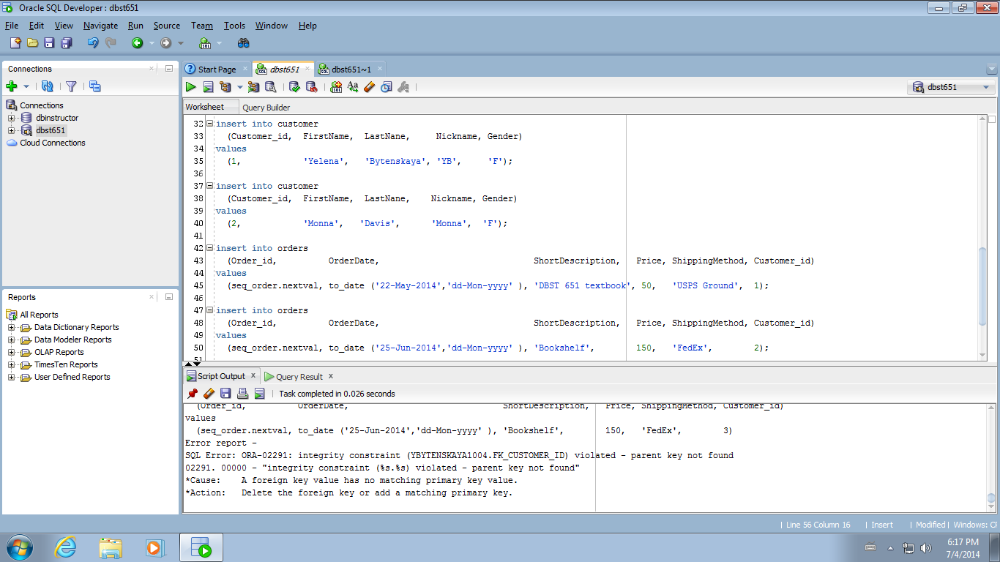 Oracle SQL Developer : dbst651
File Edit View Navigate Run Source Team Tools Window Help
Connections
Connections
dbinstructor
dbst651
Cloud Connections
Reports
All Reports
Data Dictionary Reports
Data Modeler Reports
OLAP Reports
TimesTen Reports
User Defined Reports
Start Page dbst651 dbst651~1
dbst651
Worksheet Query Builder
32 insert into customer
33 (Customer_id, FirstName, LastNane, Nickname, Gender)
34 values
35 (1, 'Yelena', 'Bytenskaya', 'YB', 'F');
36
37 insert into customer
38 (Customer_id, FirstName, LastNane, Nickname, Gender)
39 values
40 (2, 'Monna', 'Davis', 'Monna', 'F');
41
42 insert into orders
43 (Order_id, OrderDate, ShortDescription, Price, ShippingMethod, Customer_id)
44 values
45 (seq_order.nextval, to_date ('22-May-2014','dd-Mon-yyyy' ), 'DBST 651 textbook', 50, 'USPS Ground', 1);
46
47 insert into orders
48 (Order_id, OrderDate, ShortDescription, Price, ShippingMethod, Customer_id)
49 values
50 (seq_order.nextval, to_date ('25-Jun-2014','dd-Mon-yyyy' ), 'Bookshelf', 150, 'FedEx', 2);
51
Script Output Query Result
Task completed in 0.026 seconds
(Order_id, OrderDate, ShortDescription, Price, ShippingMethod, Customer_id)
values
(seq_order.nextval, to_date ('25-Jun-2014','dd-Mon-yyyy' ), 'Bookshelf', 150, 'FedEx', 3)
Error report -
SQL Error: ORA-02291: integrity constraint (YBYTENSKAYA1004.FK_CUSTOMER_ID) violated - parent key not found
02291. 00000 - "integrity constraint (%s.%s) violated - parent key not found"
*Cause: A foreign key value has no matching primary key value.
*Action: Delete the foreign key or add a matching primary key.
| Line 56 Column 16 | Insert | Modified | Windows: CF
6:17 PM
7/4/2014